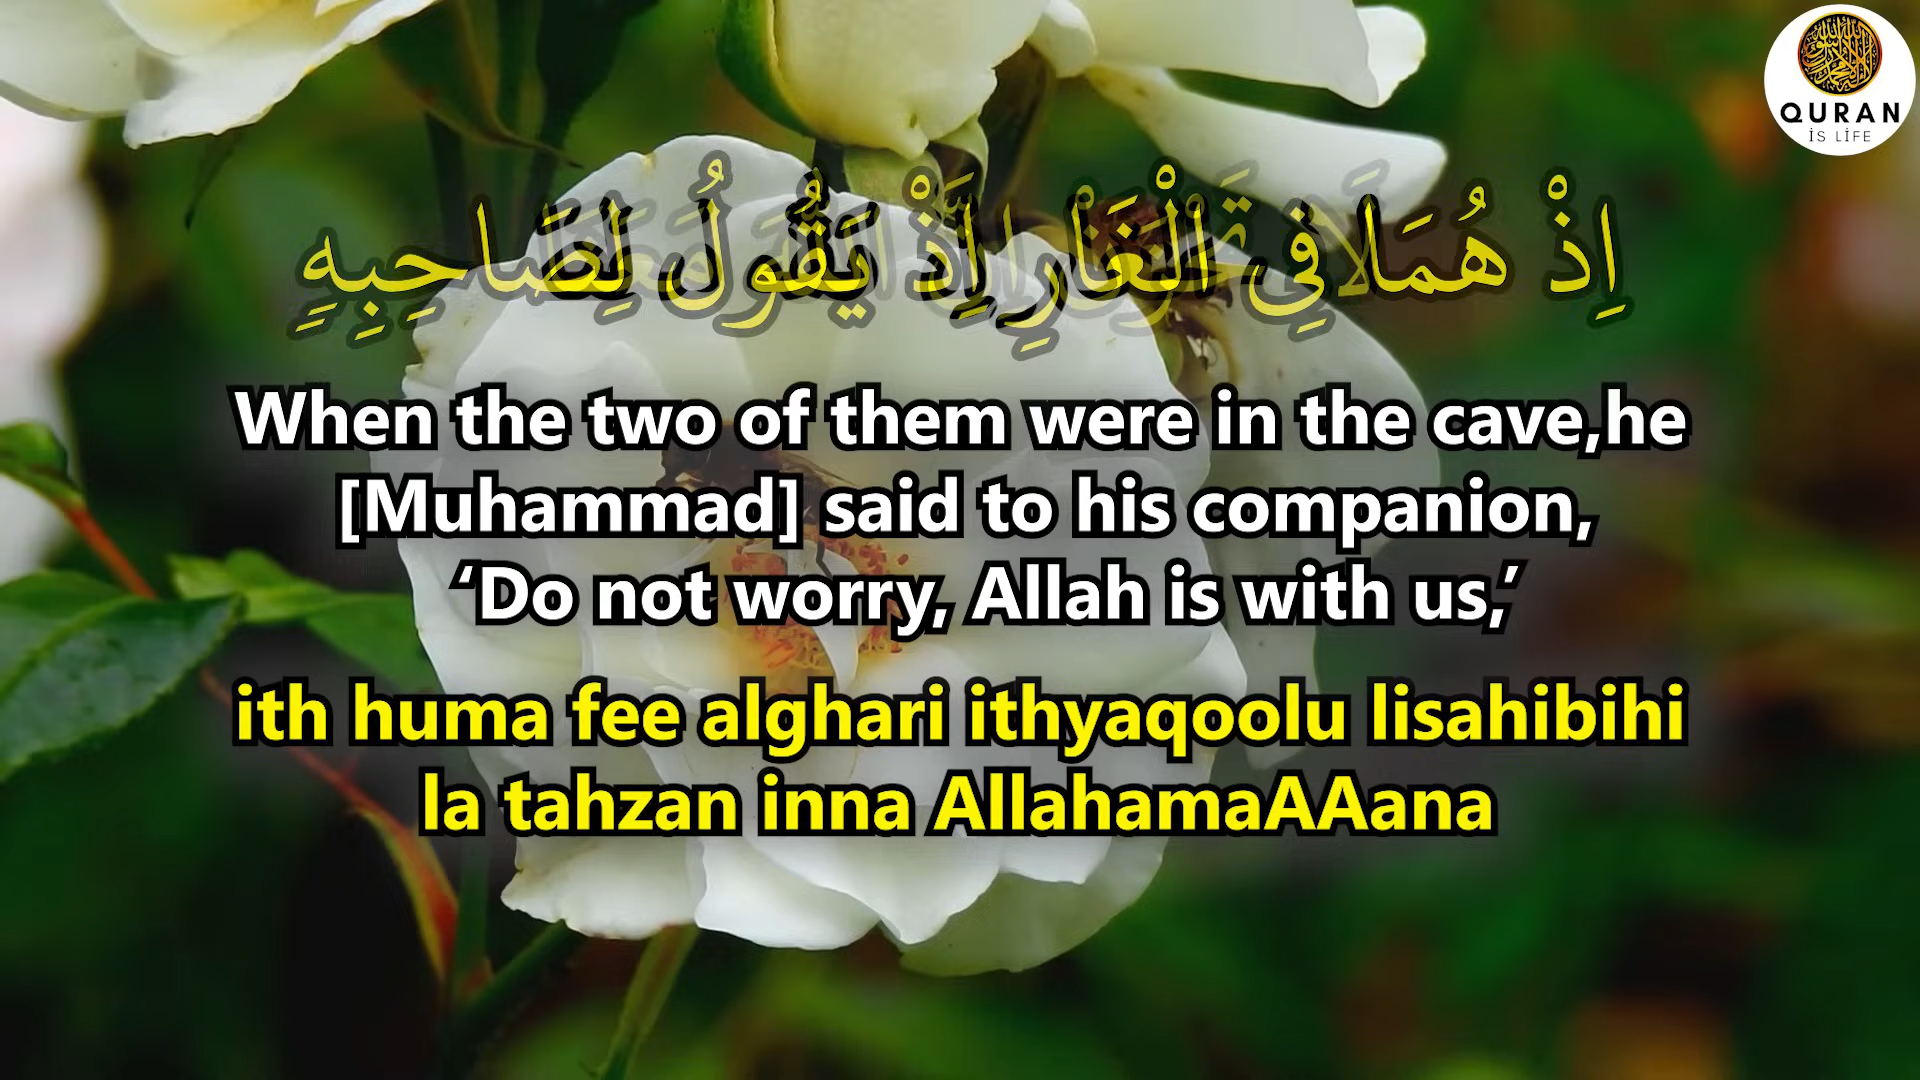 QURAN
İS LİFE
اِذْ هُمَا فِى الْغَارِ اِذْ يَقُولُ لِصَاحِبِهِ
When the two of them were in the cave,he
[Muhammad] said to his companion,
‘Do not worry, Allah is with us,’
ith huma fee alghari ithyaqoolu lisahibihi
la tahzan inna AllahamaAAana